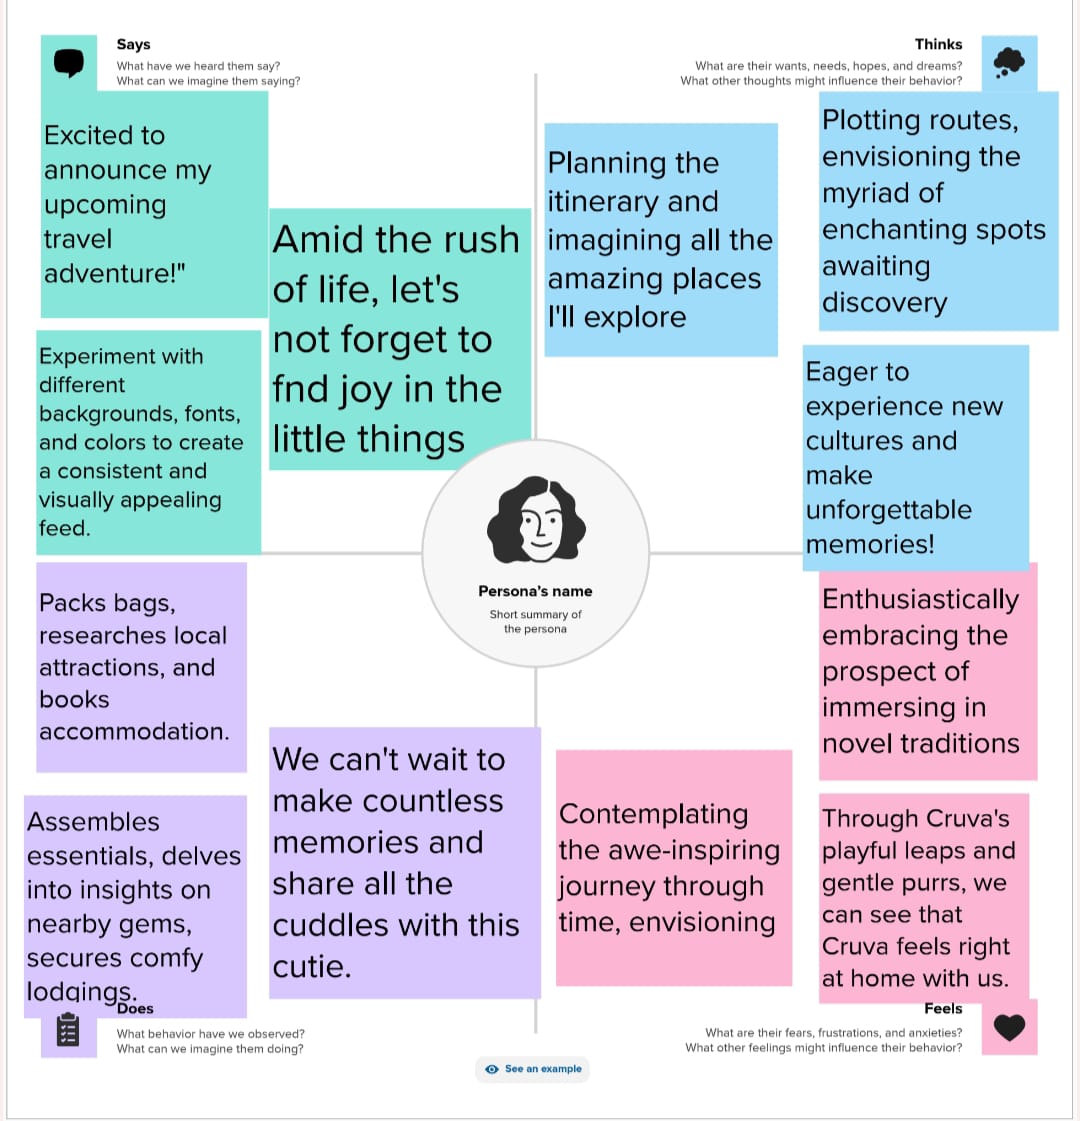 Says
What have we heard them say?
What can we imagine them saying?
Excited to
announce my
upcoming
travel
adventure!"
Amid the rush
of life, let's
not forget to
fnd joy in the
little things
Experiment with
different
backgrounds, fonts,
and colors to create
a consistent and
visually appealing
feed.
Thinks
What are their wants, needs, hopes, and dreams?
What other thoughts might influence their behavior?
Planning the
itinerary and
imagining all the
amazing places
I'll explore
Plotting routes,
envisioning the
myriad of
enchanting spots
awaiting
discovery
Eager to
experience new
cultures and
make
unforgettable
memories!
Persona's name
Short summary of
the persona
Packs bags,
researches local
attractions, and
books
accommodation.
Assembles
essentials, delves
into insights on
nearby gems,
secures comfy
lodgings.
We can't wait to
make countless
memories and
share all the
cuddles with this
cutie.
Does
What behavior have we observed?
What can we imagine them doing?
Enthusiastically
embracing the
prospect of
immersing in
novel traditions
Contemplating
the awe-inspiring
journey through
time, envisioning
Through Cruva's
playful leaps and
gentle purrs, we
can see that
Cruva feels right
at home with us.
Feels
What are their fears, frustrations, and anxieties?
What other feelings might influence their behavior?
See an example